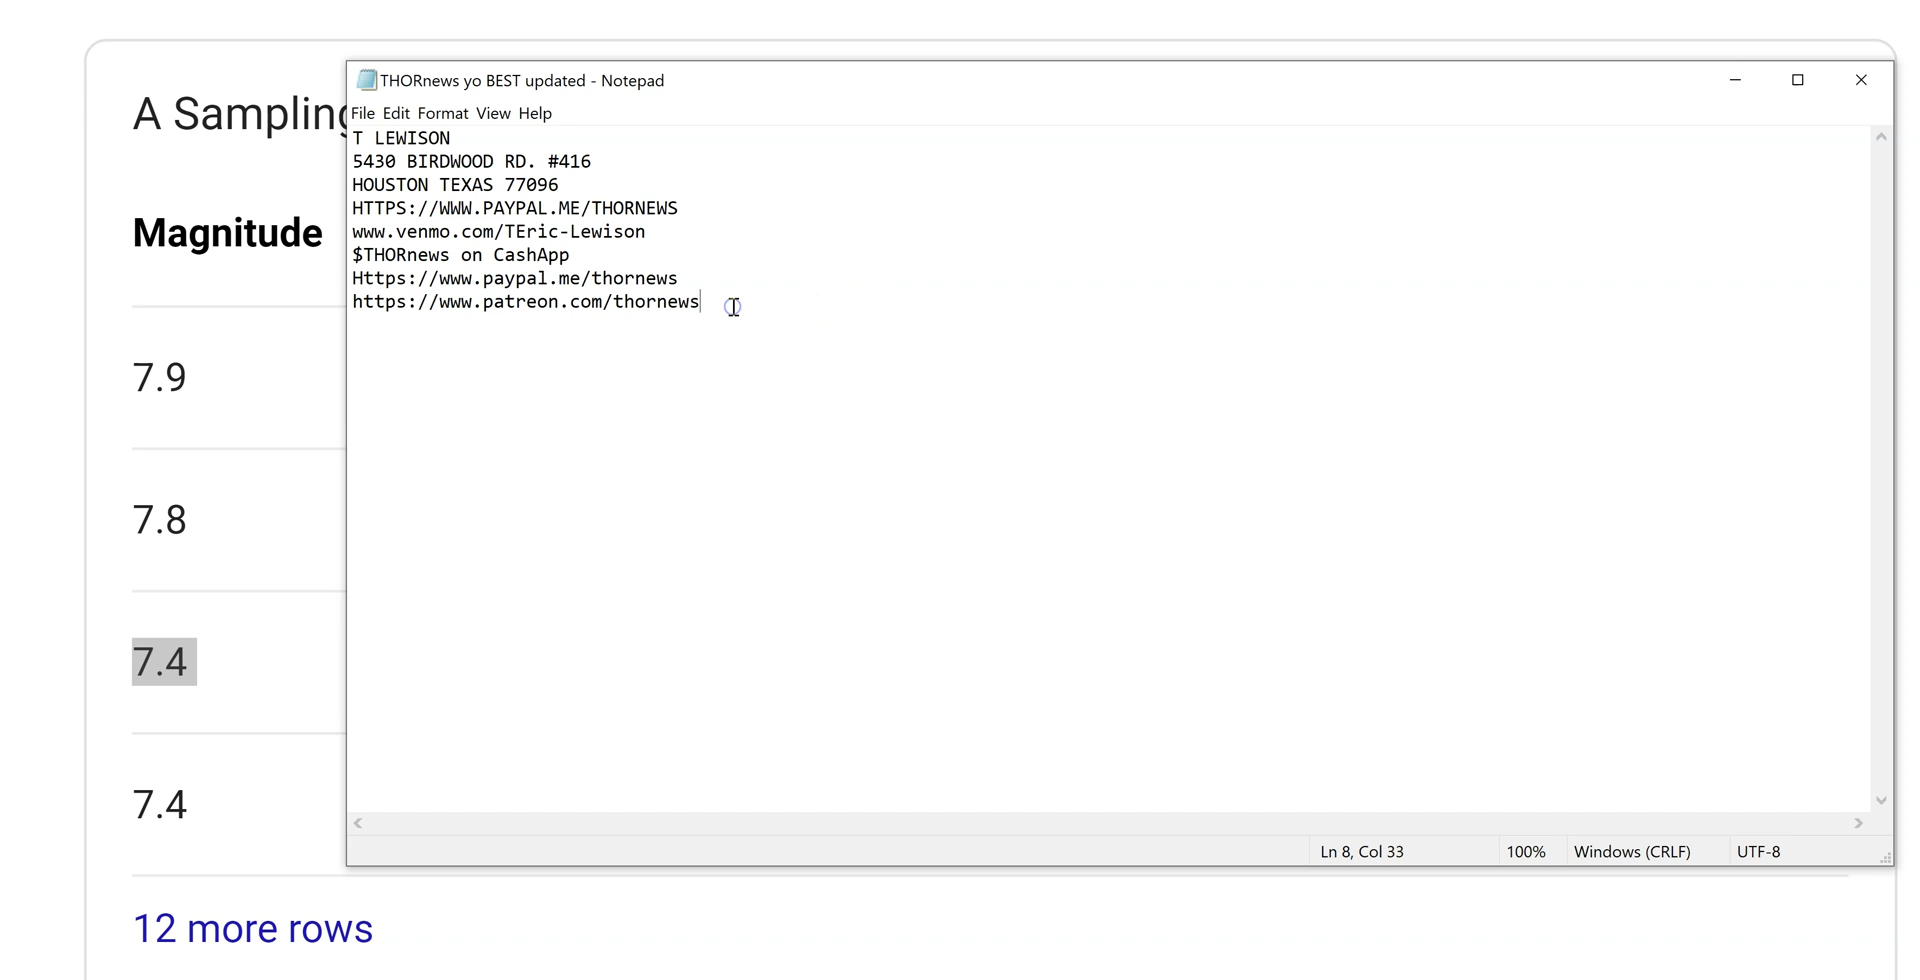 A Sampling
THORnews yo BEST updated - Notepad
File Edit Format View Help
T LEWISON
5430 BIRDWOOD RD. #416
HOUSTON TEXAS 77096
HTTPS://WWW.PAYPAL.ME/THORNEWS
www.venmo.com/TEric-Lewison
$THORnews on CashApp
Https://www.paypal.me/thornews
https://www.patreon.com/thornews
Magnitude
7.9
7.8
7.4
7.4
12 more rows
Ln 8, Col 33
100%
Windows (CRLF)
UTF-8